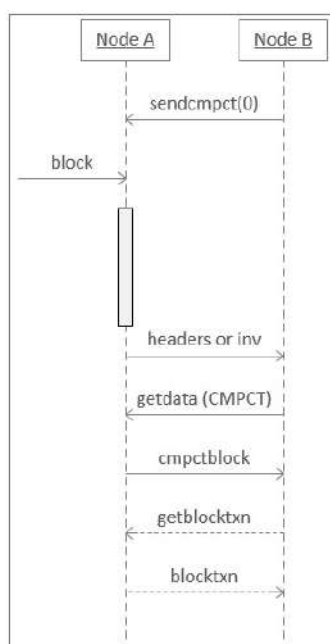 Node A
Node B
sendcmpct(0)
block
headers or inv
getdata (CMPCT)
cmpctblock
getblocktxn
blocktxn